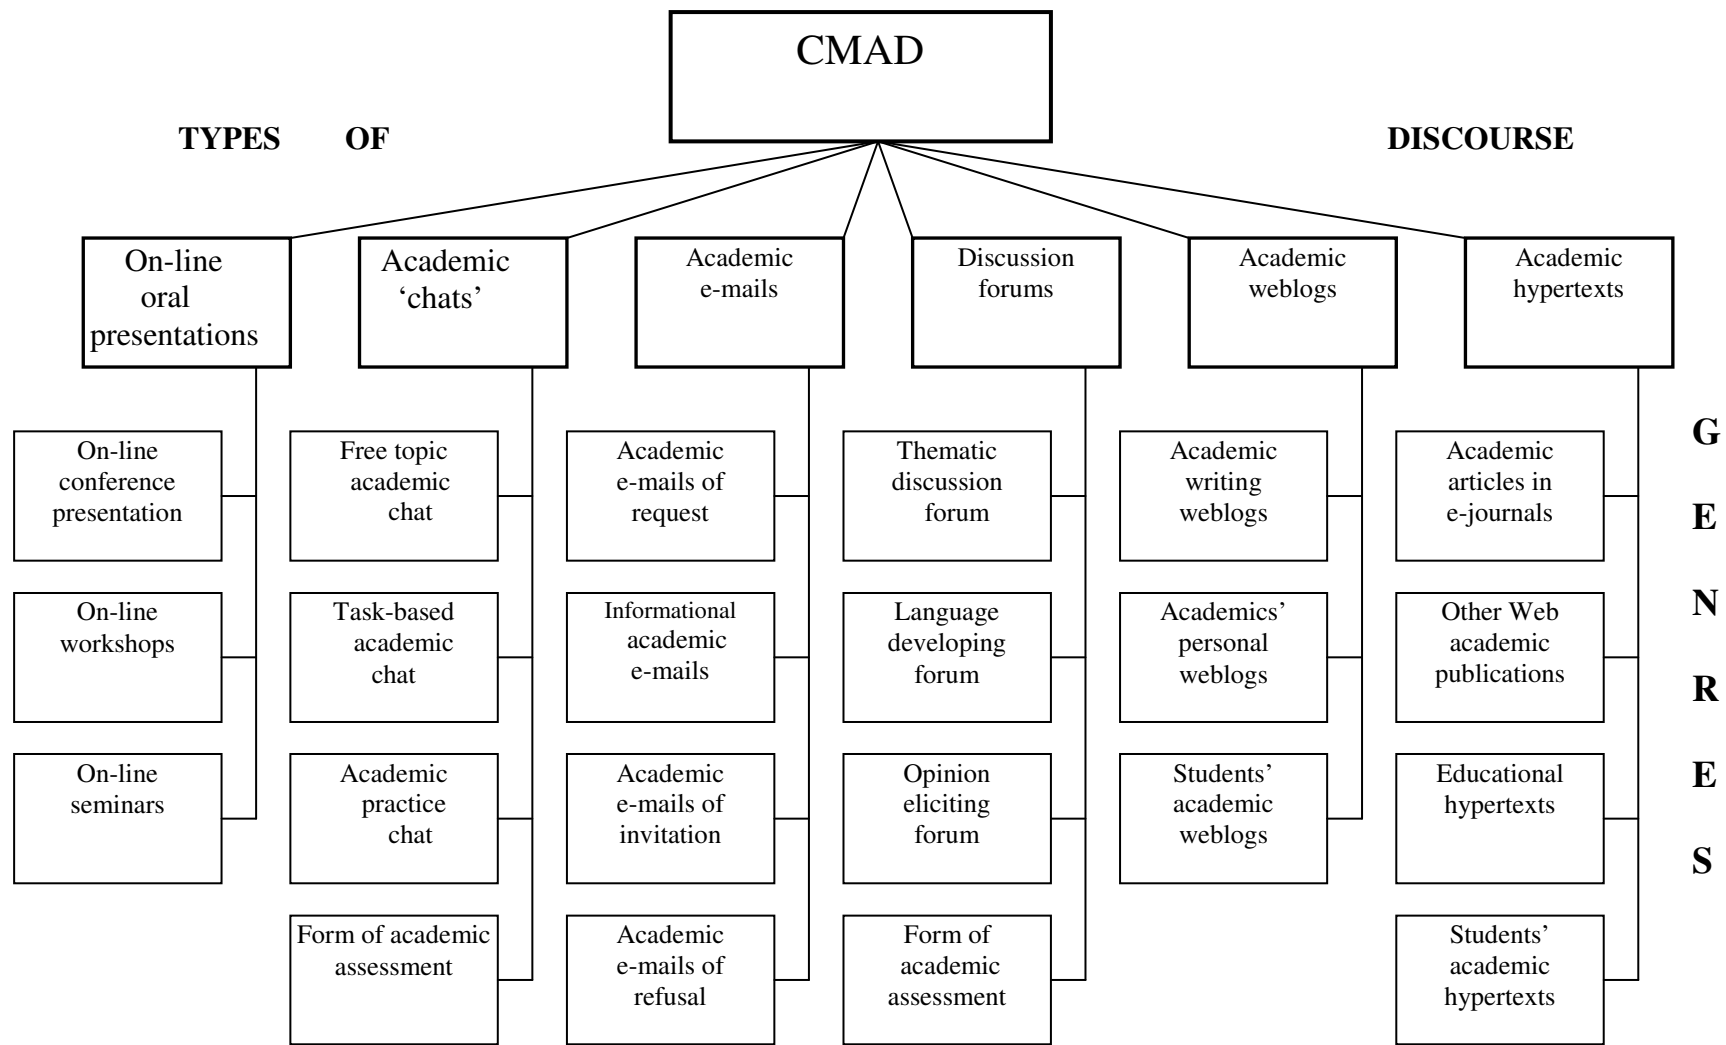 CMAD
TYPES OF DISCOURSE
On-line
oral
presentations
Academic
‘chats’
Academic
e-mails
Discussion
forums
Academic
weblogs
Academic
hypertexts
On-line
conference
presentation
On-line
workshops
On-line
seminars
Free topic
academic
chat
Task-based
academic
chat
Academic
practice
chat
Form of academic
assessment
Academic
e-mails of
request
Informational
academic
e-mails
Academic
e-mails of
invitation
Academic
e-mails of
refusal
Thematic
discussion
forum
Language
developing
forum
Opinion
eliciting
forum
Form of
academic
assessment
Academic
writing
weblogs
Academics’
personal
weblogs
Students’
academic
weblogs
Academic
articles in
e-journals
Other Web
academic
publications
Educational
hypertexts
Students’
academic
hypertexts
G
E
N
R
E
S